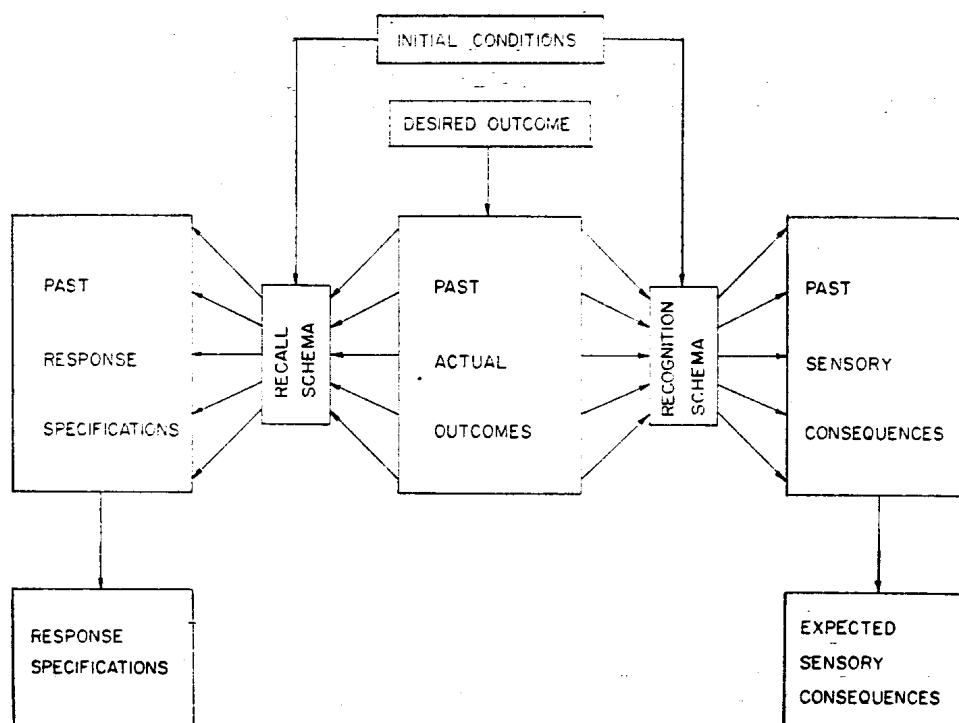 INITIAL CONDITIONS
DESIRED OUTCOME
PAST
RESPONSE
SPECIFICATIONS
RECALL
SCHEMA
PAST
ACTUAL
OUTCOMES
RECOGNITION
SCHEMA
PAST
SENSORY
CONSEQUENCES
RESPONSE
SPECIFICATIONS
EXPECTED
SENSORY
CONSEQUENCES